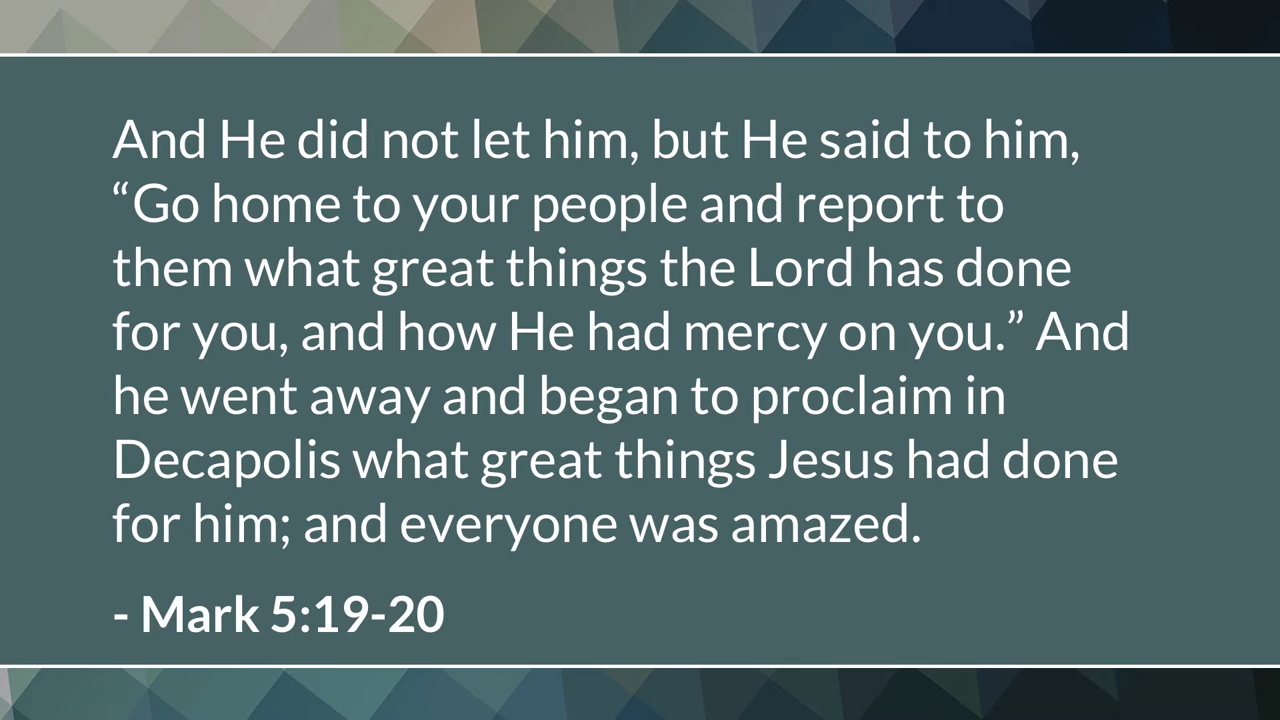 And He did not let him, but He said to him,
“Go home to your people and report to
them what great things the Lord has done
for you, and how He had mercy on you.” And
he went away and began to proclaim in
Decapolis what great things Jesus had done
for him; and everyone was amazed.
- Mark 5:19-20